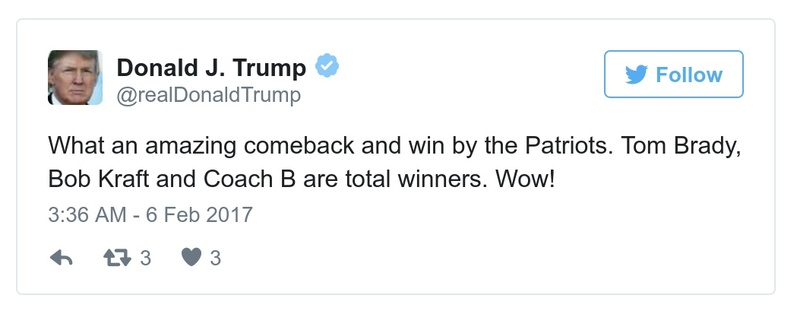 Donald J. Trump
@realDonaldTrump
Follow
What an amazing comeback and win by the Patriots. Tom Brady,
Bob Kraft and Coach B are total winners. Wow!
3:36 AM - 6 Feb 2017
3 3